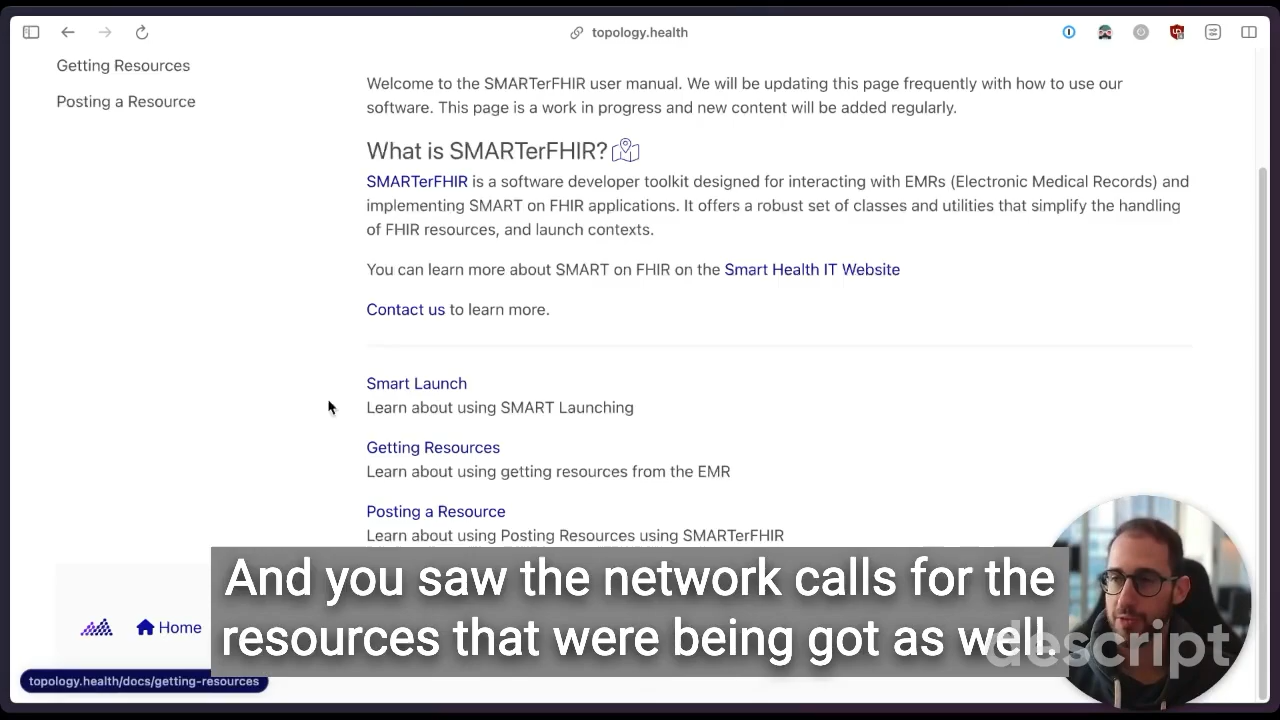 topology.health
Getting Resources
Posting a Resource
Welcome to the SMARTerFHIR user manual. We will be updating this page frequently with how to use our
software. This page is a work in progress and new content will be added regularly.
What is SMARTerFHIR?
SMARTerFHIR is a software developer toolkit designed for interacting with EMRs (Electronic Medical Records) and
implementing SMART on FHIR applications. It offers a robust set of classes and utilities that simplify the handling
of FHIR resources, and launch contexts.
You can learn more about SMART on FHIR on the Smart Health IT Website
Contact us to learn more.
Smart Launch
Learn about using SMART Launching
Getting Resources
Learn about using getting resources from the EMR
Posting a Resource
Learn about using Posting Resources using SMARTerFHIR
And you saw the network calls for the
resources that were being got as well.
Home
descript
topology.health/docs/getting-resources